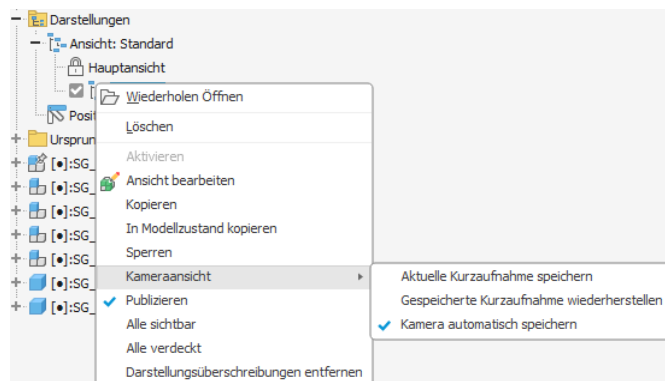 Darstellungen
Ansicht: Standard
Hauptansicht
Wiederholen Öffnen
Löschen
Aktivieren
Ansicht bearbeiten
Kopieren
In Modellzustand kopieren
Sperren
Kameraansicht
Aktuelle Kurzaufnahme speichern
Publizieren
Gespeicherte Kurzaufnahme wiederherstellen
Alle sichtbar
Kamera automatisch speichern
Alle verdeckt
Darstellungsüberschreibungen entfernen
Posit
Ursprun
[•]:SG_
[•]:SG_
[•]:SG_
[•]:SG_
[•]:SG_
[•]:SG_
[•]:SG_